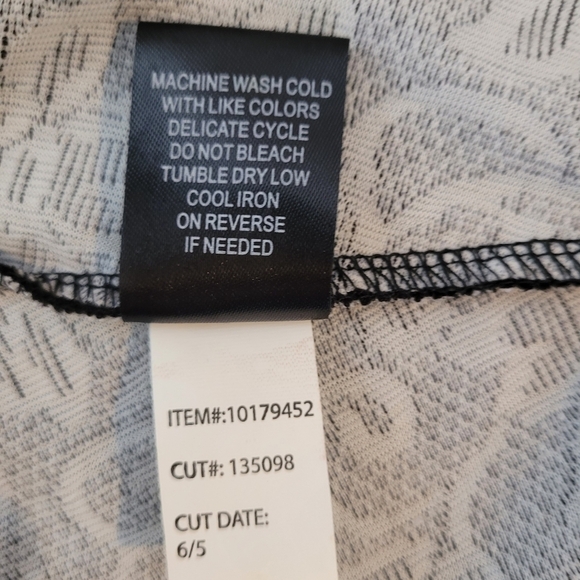 MACHINE WASH COLD
WITH LIKE COLORS
DELICATE CYCLE
DO NOT BLEACH
TUMBLE DRY LOW
COOL IRON
ON REVERSE
IF NEEDED
ITEM#:10179452
CUT#: 135098
CUT DATE:
6/5